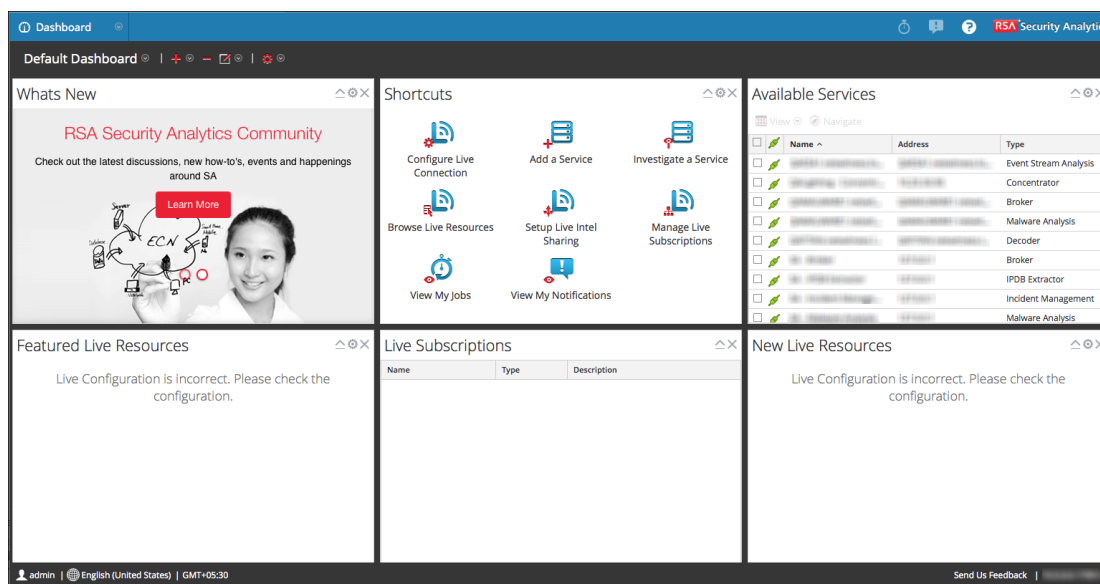 Dashboard
RSA Security Analytic
Default Dashboard
Whats New
RSA Security Analytics Community
Check out the latest discussions, new how-to's, events and happenings
around SA
Learn More
Server
Database
ECN
PC
Shortcuts
Configure Live
Connection
Add a Service
Investigate a Service
Browse Live Resources
Setup Live Intel
Sharing
Manage Live
Subscriptions
View My Jobs
View My Notifications
Available Services
View
Navigate
Name Address Type
Event Stream Analysis
Concentrator
Broker
Malware Analysis
Decoder
Broker
IPDB Extractor
Incident Management
Malware Analysis
Featured Live Resources
Live Configuration is incorrect. Please check the
configuration.
Live Subscriptions
Name Type Description
New Live Resources
Live Configuration is incorrect. Please check the
configuration.
admin | English (United States) | GMT+05:30
Send Us Feedback |